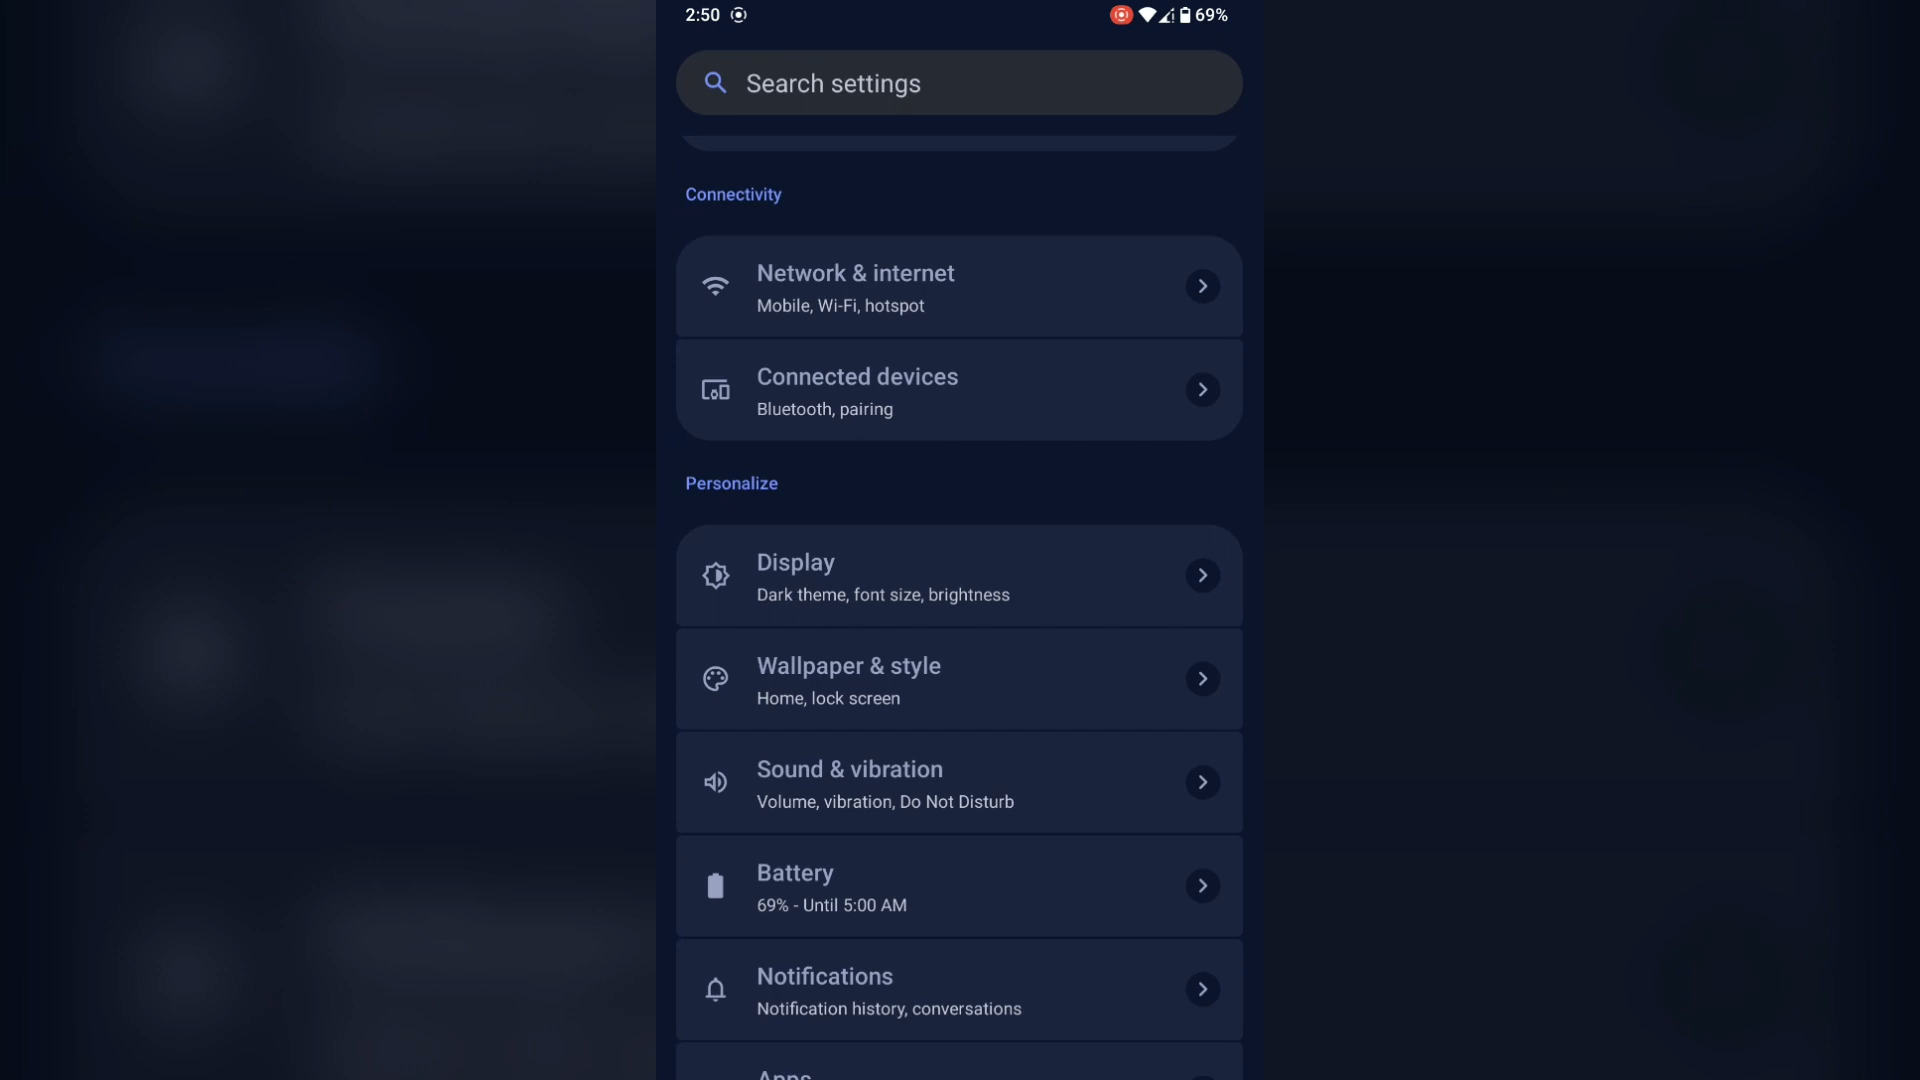 2:50
69%
Search settings
Connectivity
Network & internet
Mobile, Wi-Fi, hotspot
Connected devices
Bluetooth, pairing
Personalize
Display
Dark theme, font size, brightness
Wallpaper & style
Home, lock screen
Sound & vibration
Volume, vibration, Do Not Disturb
Battery
69% - Until 5:00 AM
Notifications
Notification history, conversations
Apps